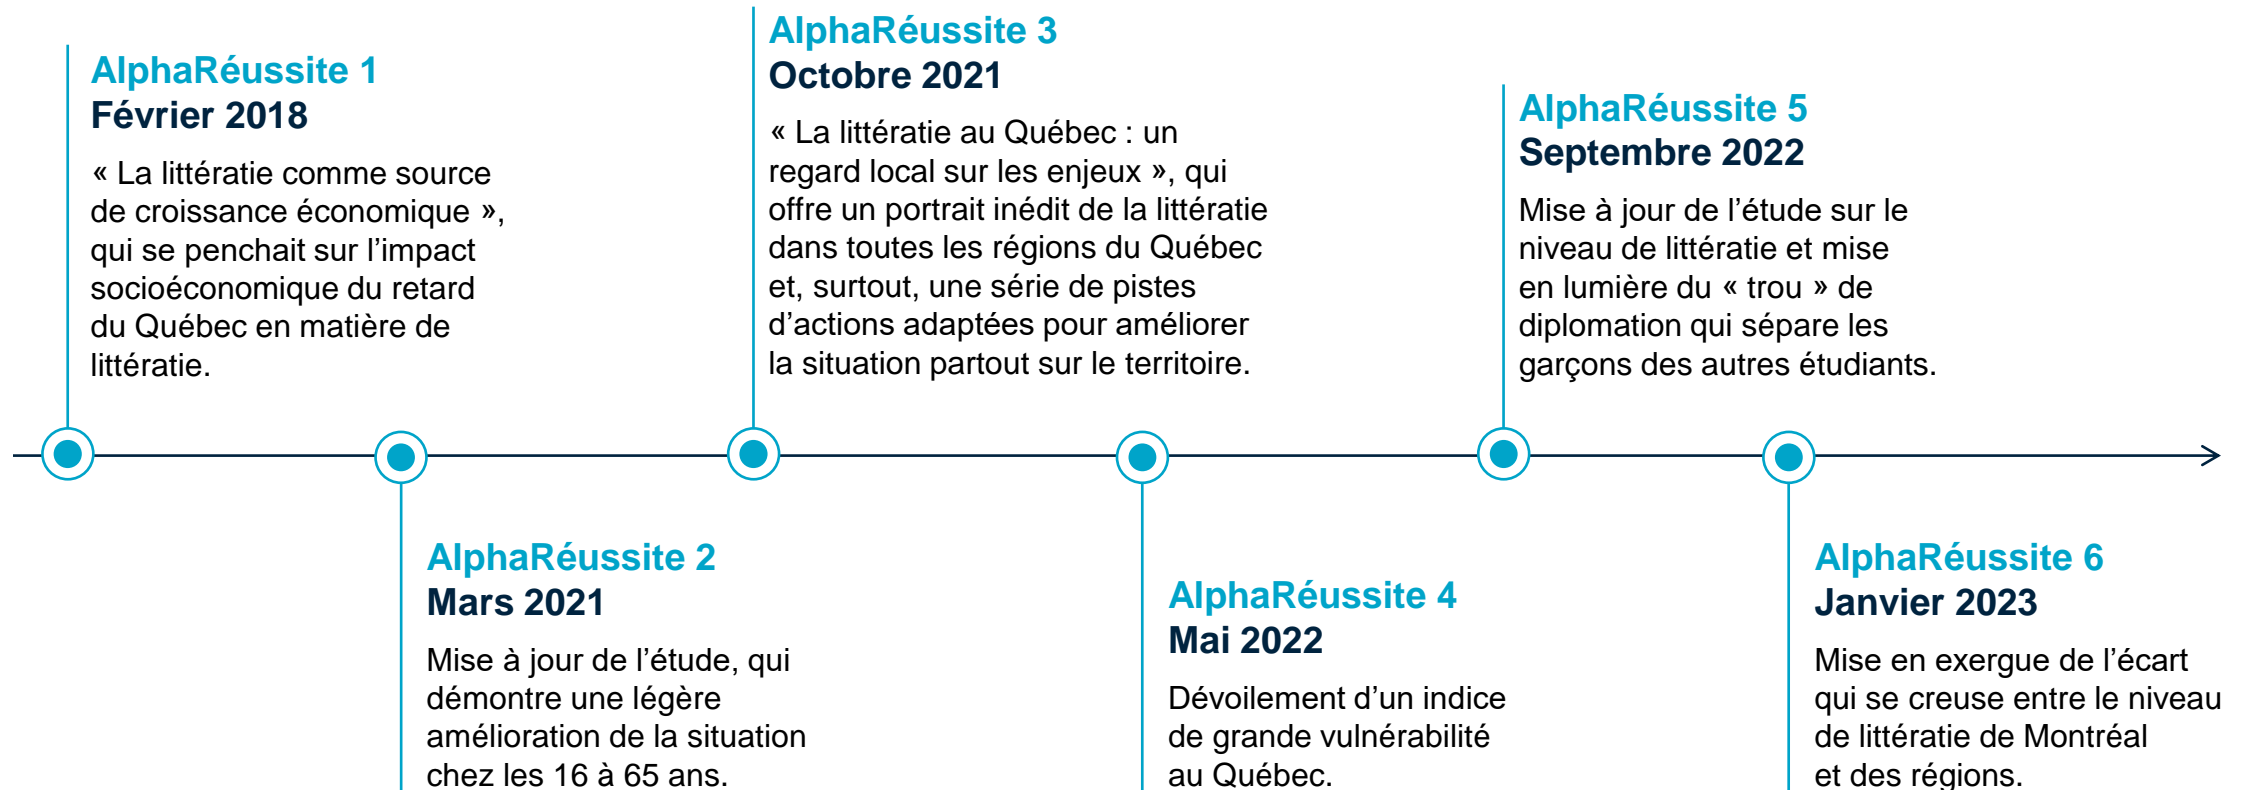 AlphaRéussite 1
Février 2018
« La littératie comme source
de croissance économique »,
qui se penchait sur l’impact
socioéconomique du retard
du Québec en matière de
littératie.
AlphaRéussite 2
Mars 2021
Mise à jour de l’étude, qui
démontre une légère
amélioration de la situation
chez les 16 à 65 ans.
AlphaRéussite 3
Octobre 2021
« La littératie au Québec : un
regard local sur les enjeux », qui
offre un portrait inédit de la littératie
dans toutes les régions du Québec
et, surtout, une série de pistes
d’actions adaptées pour améliorer
la situation partout sur le territoire.
AlphaRéussite 4
Mai 2022
Dévoilement d’un indice
de grande vulnérabilité
au Québec.
AlphaRéussite 5
Septembre 2022
Mise à jour de l’étude sur le
niveau de littératie et mise
en lumière du « trou » de
diplomation qui sépare les
garçons des autres étudiants.
AlphaRéussite 6
Janvier 2023
Mise en exergue de l’écart
qui se creuse entre le niveau
de littératie de Montréal
et des régions.